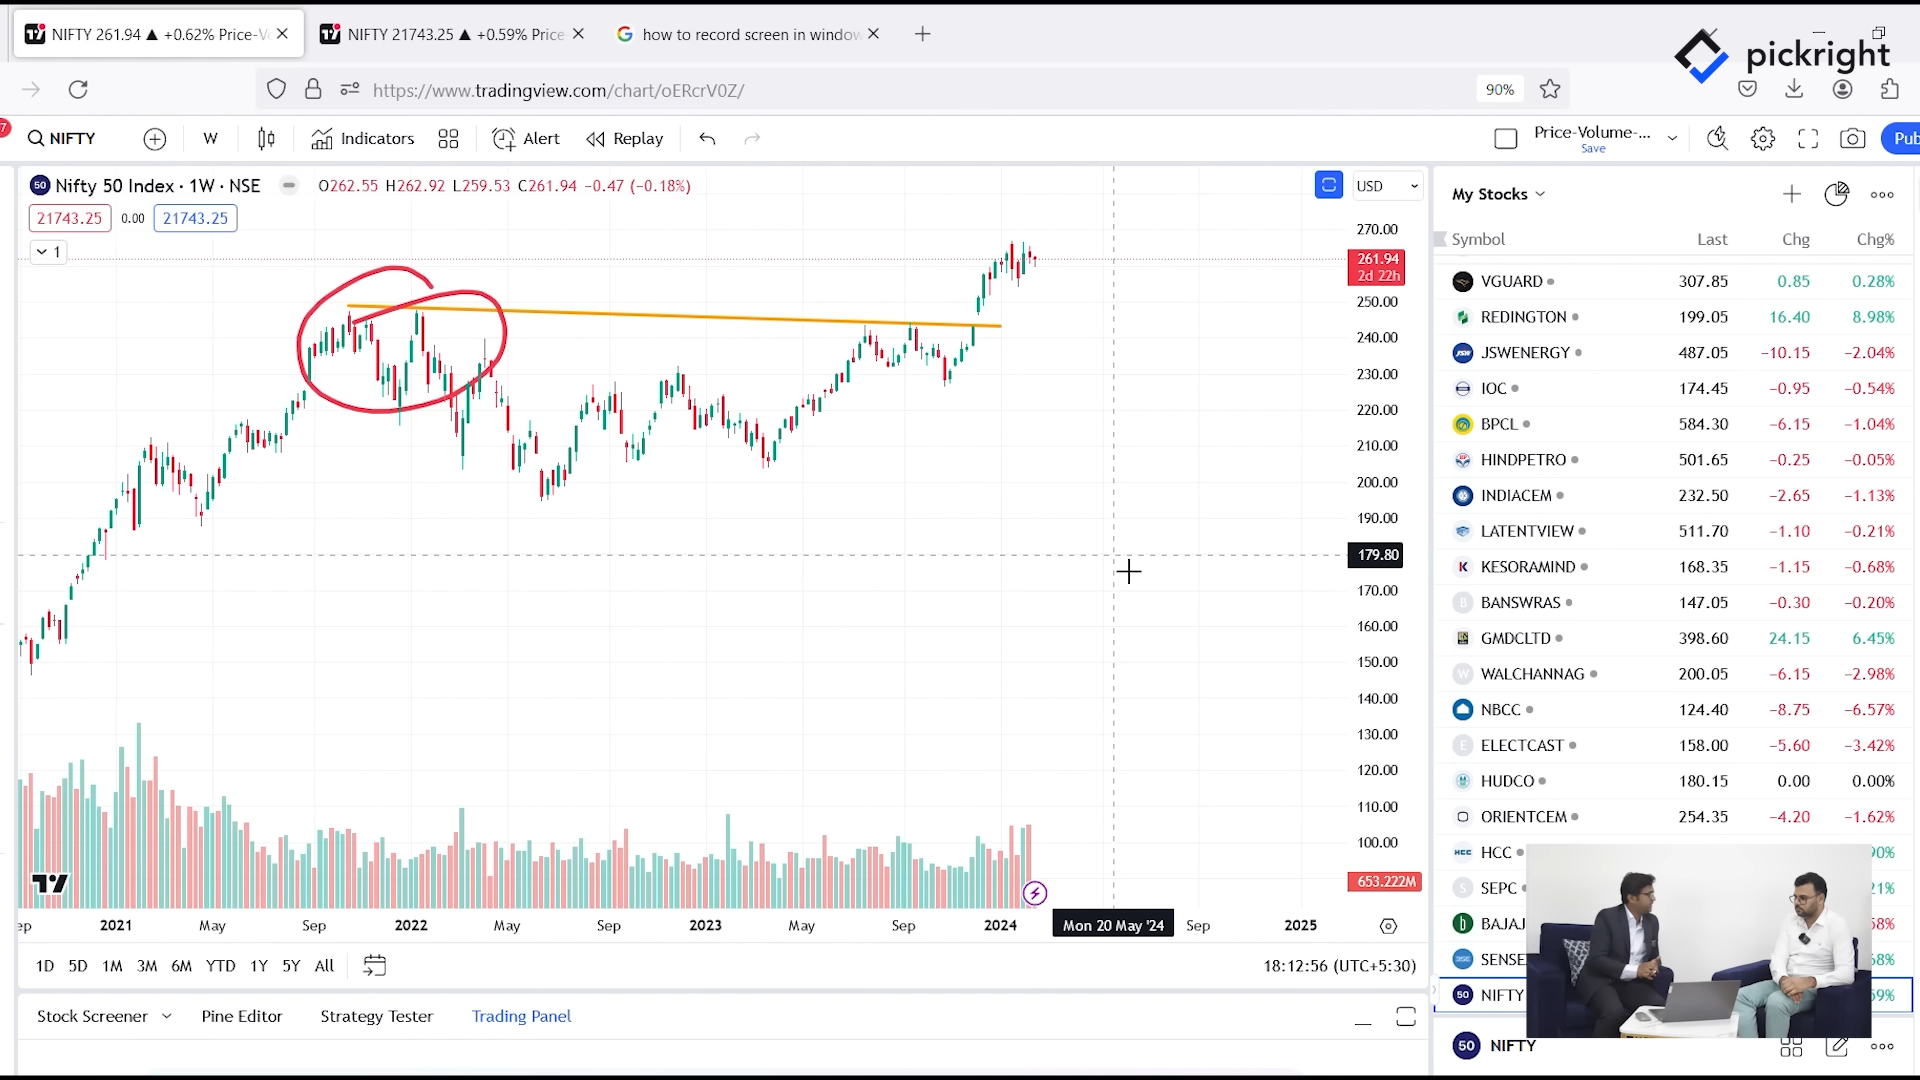 NIFTY 261.94 ▲ +0.62% Price-V
NIFTY 21743.25 ▲ +0.59% Price
how to record screen in window
pickright
https://www.tradingview.com/chart/oERcrV0Z/
90%
7
NIFTY
W
Indicators
Alert
Replay
Price-Volume-...
Save
Pub
50 Nifty 50 Index · 1W · NSE
O262.55 H262.92 L259.53 C261.94 −0.47 (−0.18%)
USD
21743.25 0.00 21743.25
1
270.00
261.94
2d 22h
250.00
240.00
230.00
220.00
210.00
200.00
190.00
179.80
170.00
160.00
150.00
140.00
130.00
120.00
110.00
100.00
653.222M
ep 2021 May Sep 2022 May Sep 2023 May Sep 2024 Mon 20 May '24 Sep 2025
1D 5D 1M 3M 6M YTD 1Y 5Y All
18:12:56 (UTC+5:30)
Stock Screener Pine Editor Strategy Tester Trading Panel
My Stocks
Symbol Last Chg Chg%
VGUARD 307.85 0.85 0.28%
REDINGTON 199.05 16.40 8.98%
JSWENERGY 487.05 −10.15 −2.04%
IOC 174.45 −0.95 −0.54%
BPCL 584.30 −6.15 −1.04%
HINDPETRO 501.65 −0.25 −0.05%
INDIACEM 232.50 −2.65 −1.13%
LATENTVIEW 511.70 −1.10 −0.21%
K KESORAMIND 168.35 −1.15 −0.68%
B BANSWRAS 147.05 −0.30 −0.20%
GMDCLTD 398.60 24.15 6.45%
W WALCHANNAG 200.05 −6.15 −2.98%
NBCC 124.40 −8.75 −6.57%
E ELECTCAST 158.00 −5.60 −3.42%
HUDCO 180.15 0.00 0.00%
ORIENTCEM 254.35 −4.20 −1.62%
HCC HCC 90%
S SEPC 21%
b BAJAJ 58%
SENSE 68%
50 NIFTY 59%
50 NIFTY